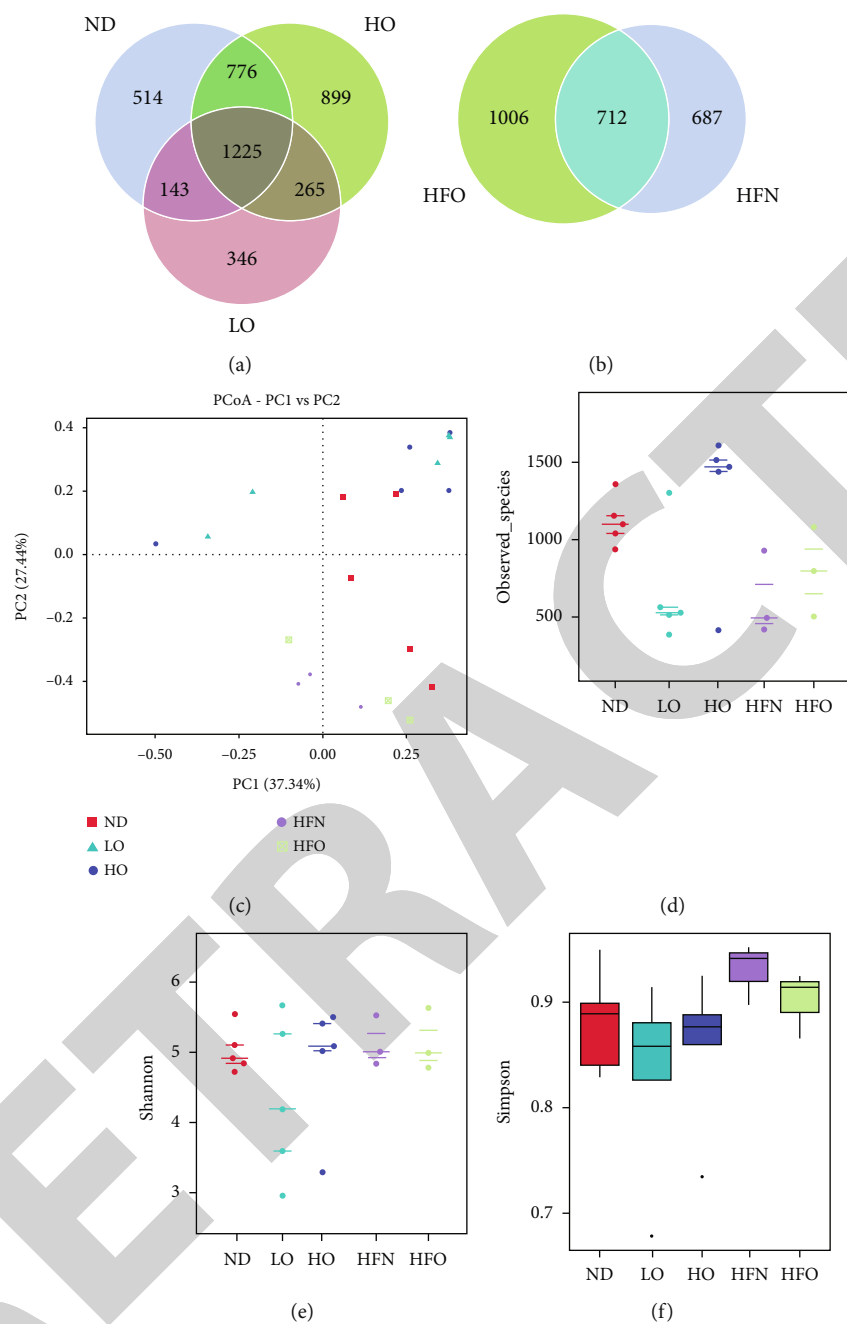 ND
HO
776
514
899
1225
143
265
346
LO
(a)
1006
712
687
HFO
HFN
(b)
PCoA - PC1 vs PC2
0.4
0.2
0.0
−0.2
−0.4
PC2 (27.44%)
−0.50
−0.25
0.00
0.25
PC1 (37.34%)
ND
LO
HO
HFN
HFO
(c)
1500
1000
500
Observed_species
ND
LO
HO
HFN
HFO
(d)
6
5
4
3
Shannon
ND
LO
HO
HFN
HFO
(e)
0.9
0.8
0.7
Simpson
ND
LO
HO
HFN
HFO
(f)
ETRACT